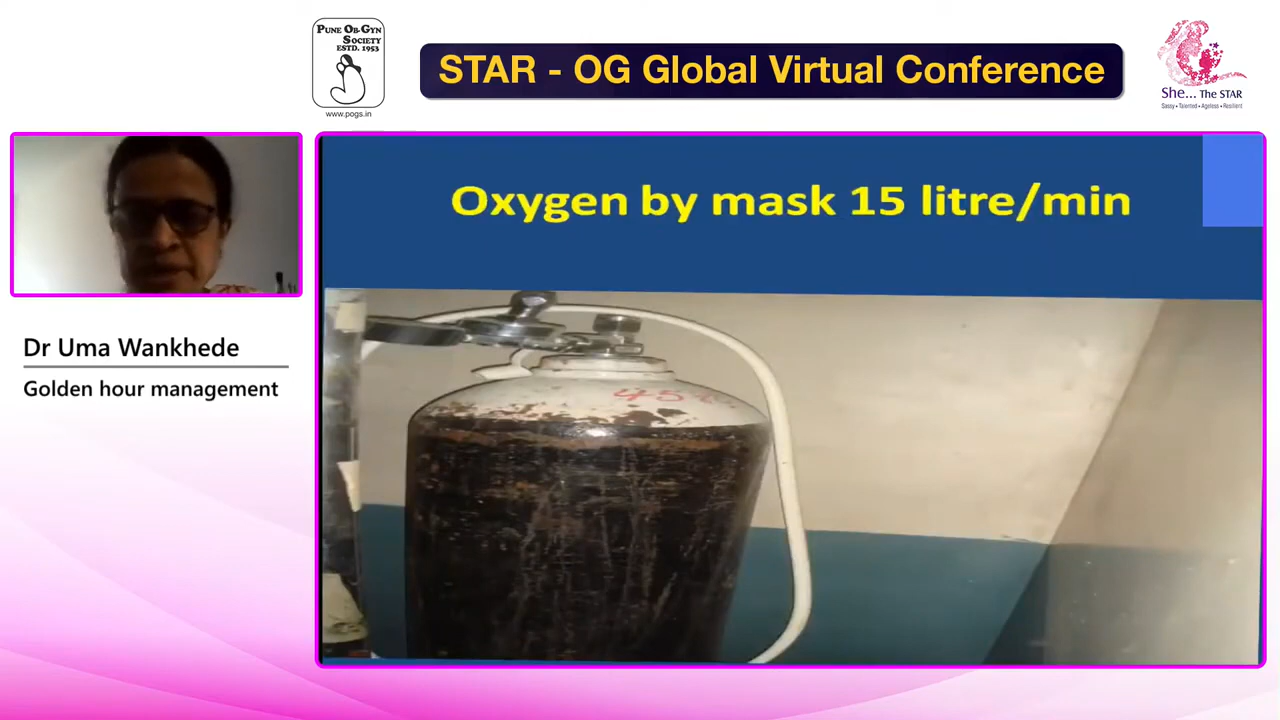 PUNE OB-GYN
SOCIETY
ESTD. 1953
www.pogs.in
STAR - OG Global Virtual Conference
She... THE STAR
Sassy • Talented • Ageless • Resilient
Oxygen by mask 15 litre/min
Dr Uma Wankhede
Golden hour management
45